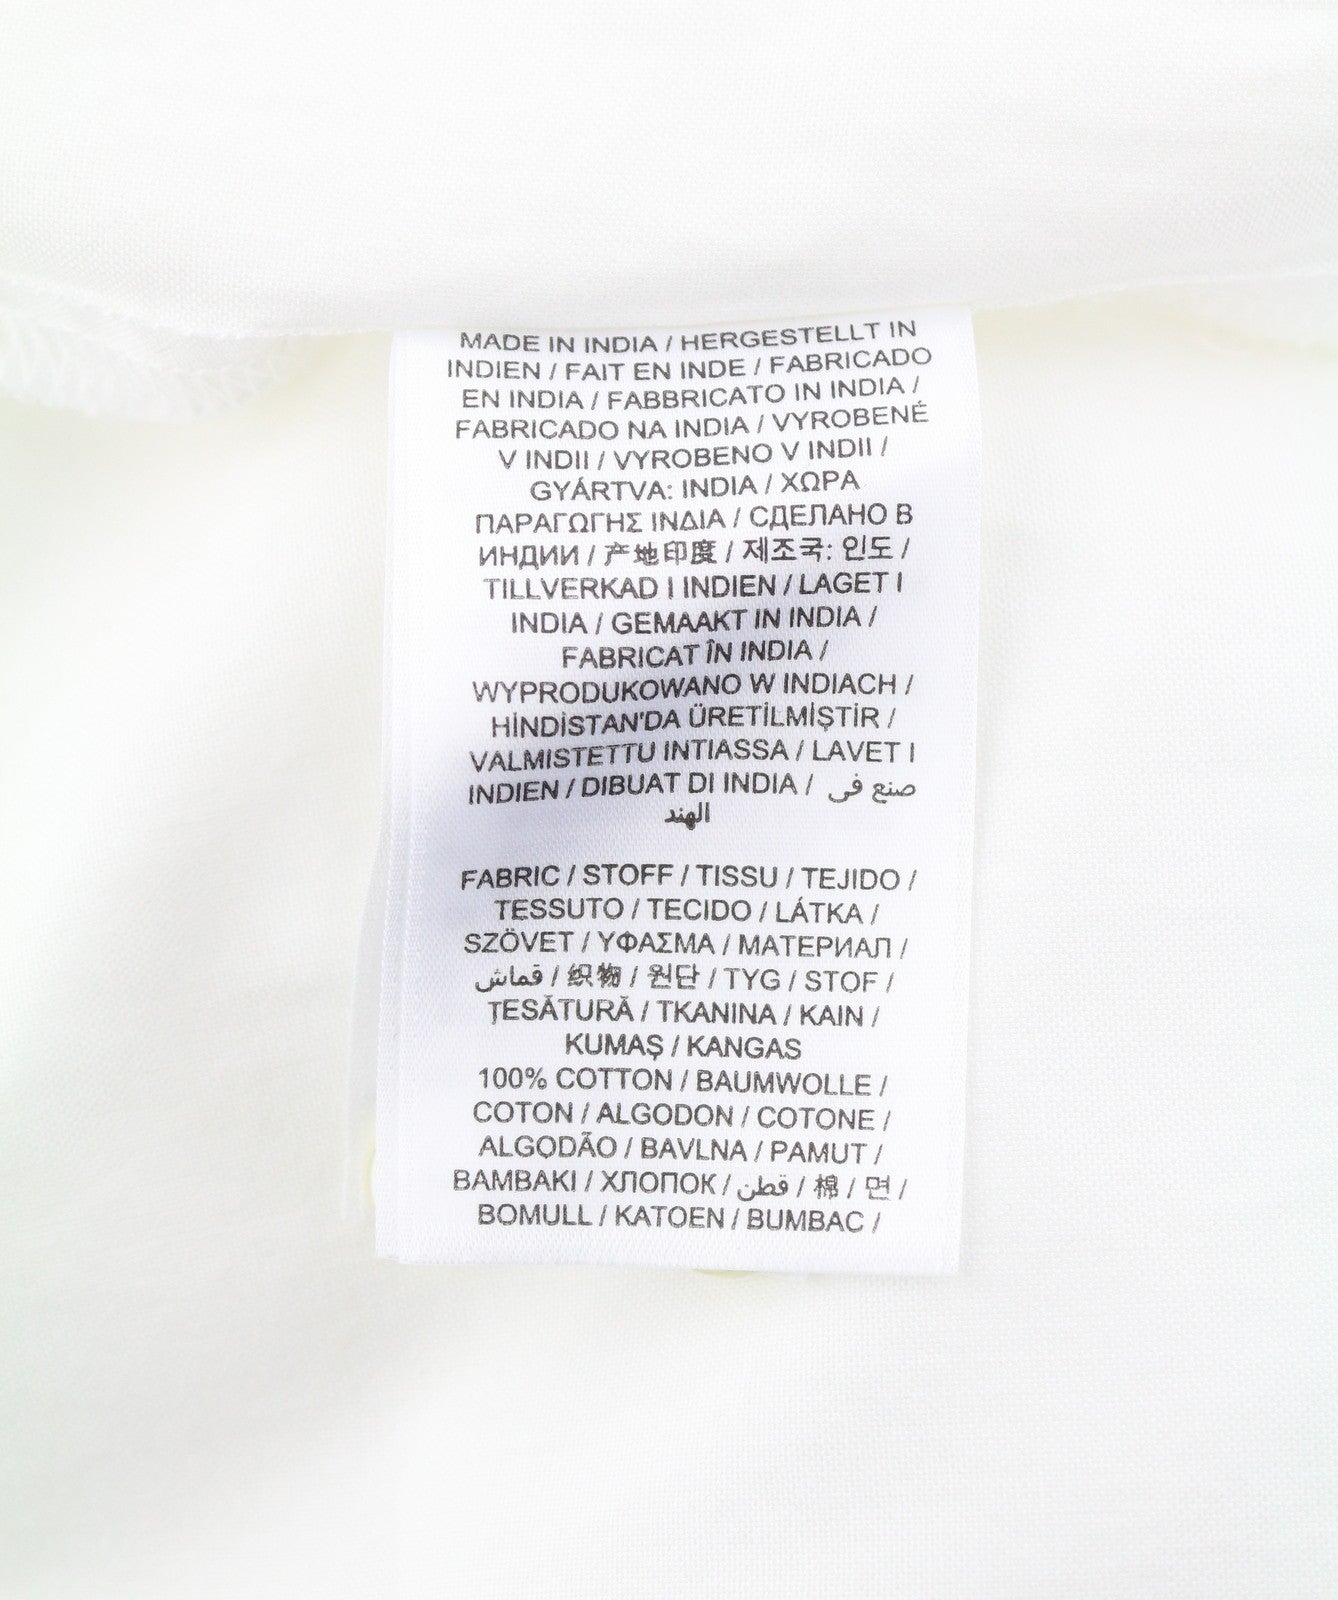 MADE IN INDIA / HERGESTELLT IN
INDIEN / FAIT EN INDE / FABRICADO
EN INDIA / FABBRICATO IN INDIA /
FABRICADO NA INDIA / VYROBENÉ
V INDII / VYROBENO V INDII /
GYÁRTVA: INDIA / ΧΩΡΑ
ΠΑΡΑΓΩΓΗΣ ΙΝΔΙΑ / СДЕЛАНО В
ИНДИИ / 产地印度 / 제조국: 인도 /
TILLVERKAD I INDIEN / LAGET I
INDIA / GEMAAKT IN INDIA /
FABRICAT ÎN INDIA /
WYPRODUKOWANO W INDIACH /
HİNDİSTAN'DA ÜRETİLMİŞTİR /
VALMISTETTU INTIASSA / LAVET I
INDIEN / DIBUAT DI INDIA / صنع في
الهند
FABRIC / STOFF / TISSU / TEJIDO /
TESSUTO / TECIDO / LÁTKA /
SZÖVET / ΥΦΑΣΜΑ / МАТЕРИАЛ /
قماش / 织物 / 원단 / TYG / STOF /
ȚESĂTURĂ / TKANINA / KAIN /
KUMAŞ / KANGAS
100% COTTON / BAUMWOLLE /
COTON / ALGODON / COTONE /
ALGODÃO / BAVLNA / PAMUT /
BAMBAKI / ХЛОПОК / قطن / 棉 / 면 /
BOMULL / KATOEN / BUMBAC /